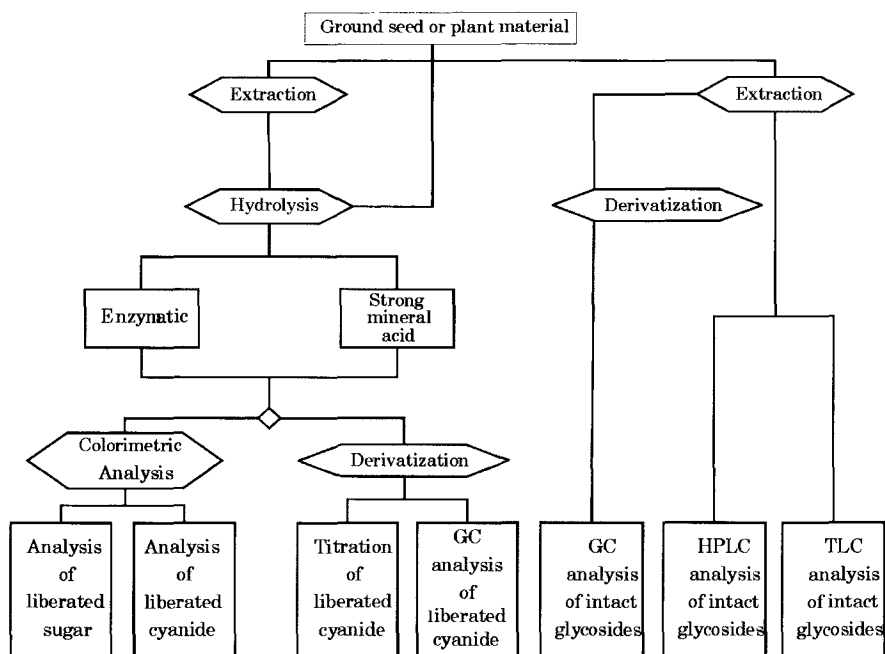 Ground seed or plant material
Extraction
Extraction
Hydrolysis
Derivatization
Enzymatic
Strong
mineral
acid
Colorimetric
Analysis
Derivatization
Analysis
of
liberated
sugar
Analysis
of
liberated
cyanide
Titration
of
liberated
cyanide
GC
analysis
of
liberated
cyanide
GC
analysis
of intact
glycosides
HPLC
analysis
of intact
glycosides
TLC
analysis
of intact
glycosides